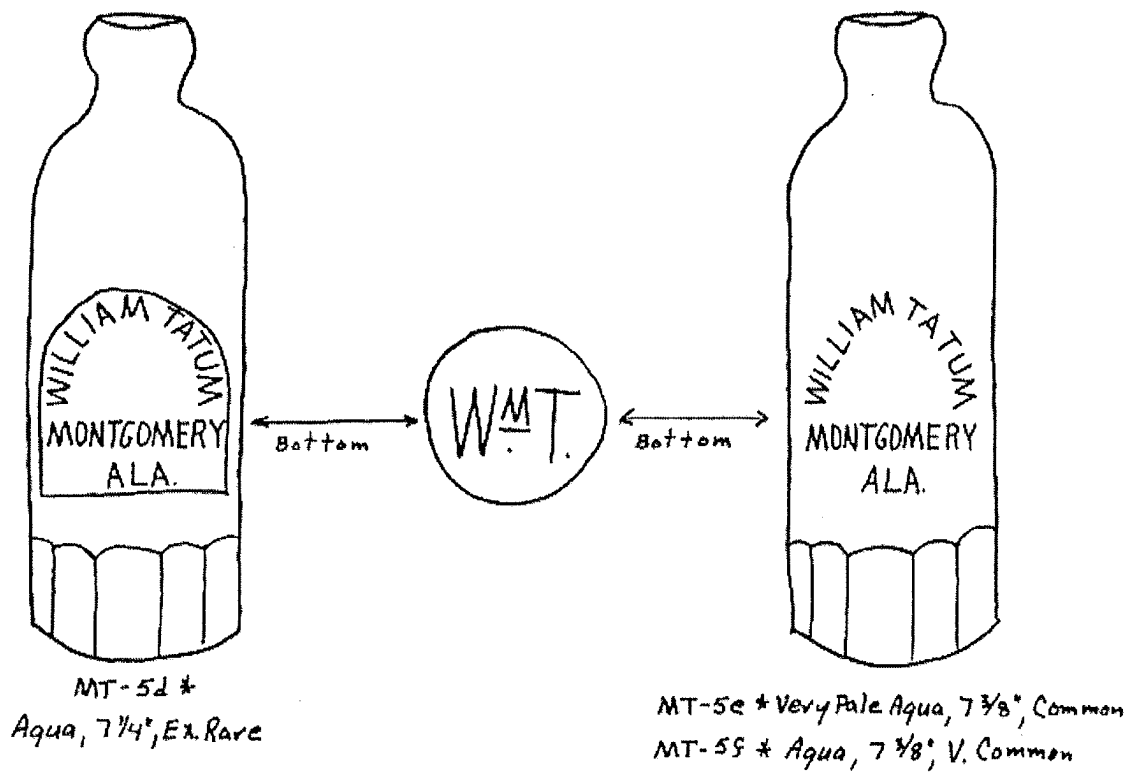 WILLIAM TATUM
MONTGOMERY
ALA.
Bottom
WM.T.
Bottom
WILLIAM TATUM
MONTGOMERY
ALA.
MT-5d *
Aqua, 7 1/4", Ex. Rare
MT-5e * Very Pale Aqua, 7 3/8", Common
MT-5f * Aqua, 7 3/8", V. Common